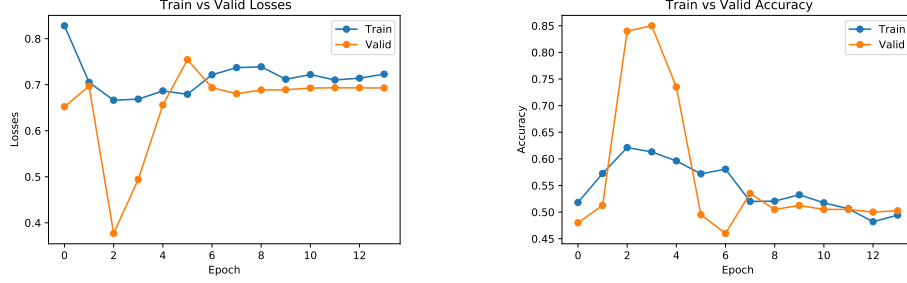 Train vs Valid Losses
Train
Valid
0.8
0.7
0.6
0.5
0.4
Losses
0 2 4 6 8 10 12
Epoch
Train vs Valid Accuracy
Train
Valid
0.85
0.80
0.75
0.70
0.65
0.60
0.55
0.50
0.45
Accuracy
0 2 4 6 8 10 12
Epoch